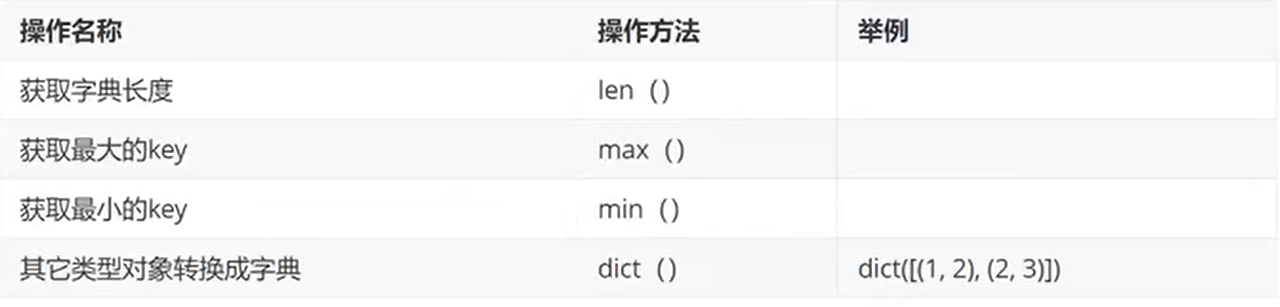 操作名称 操作方法 举例
获取字典长度 len（）
获取最大的key max（）
获取最小的key min（）
其它类型对象转换成字典 dict（） dict([(1, 2), (2, 3)])